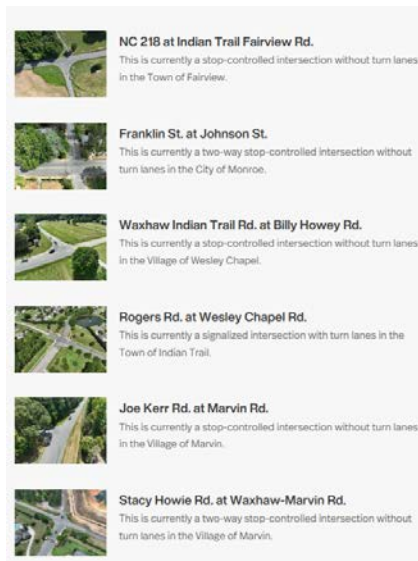 NC 218 at Indian Trail Fairview Rd.
This is currently a stop-controlled intersection without turn lanes
in the Town of Fairview.
Franklin St. at Johnson St.
This is currently a two-way stop-controlled intersection without
turn lanes in the City of Monroe.
Waxhaw Indian Trail Rd. at Billy Howey Rd.
This is currently a stop-controlled intersection without turn lanes
in the Village of Wesley Chapel.
Rogers Rd. at Wesley Chapel Rd.
This is currently a signalized intersection with turn lanes in the
Town of Indian Trail.
Joe Kerr Rd. at Marvin Rd.
This is currently a stop-controlled intersection without turn lanes
in the Village of Marvin.
Stacy Howie Rd. at Waxhaw-Marvin Rd.
This is currently a two-way stop-controlled intersection without
turn lanes in the Village of Marvin.